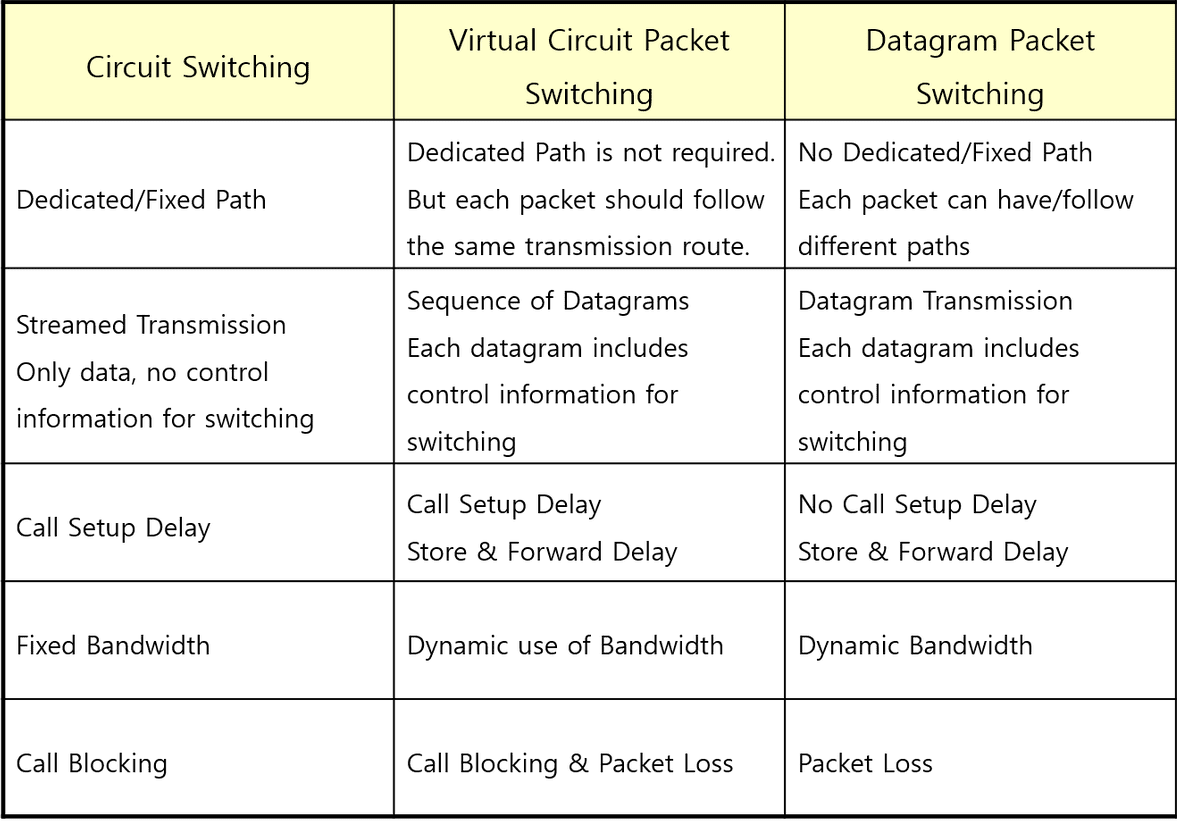 Circuit Switching
Virtual Circuit Packet
Switching
Datagram Packet
Switching
Dedicated/Fixed Path
Dedicated Path is not required.
But each packet should follow
the same transmission route.
No Dedicated/Fixed Path
Each packet can have/follow
different paths
Streamed Transmission
Only data, no control
information for switching
Sequence of Datagrams
Each datagram includes
control information for
switching
Datagram Transmission
Each datagram includes
control information for
switching
Call Setup Delay
Call Setup Delay
Store & Forward Delay
No Call Setup Delay
Store & Forward Delay
Fixed Bandwidth
Dynamic use of Bandwidth
Dynamic Bandwidth
Call Blocking
Call Blocking & Packet Loss
Packet Loss